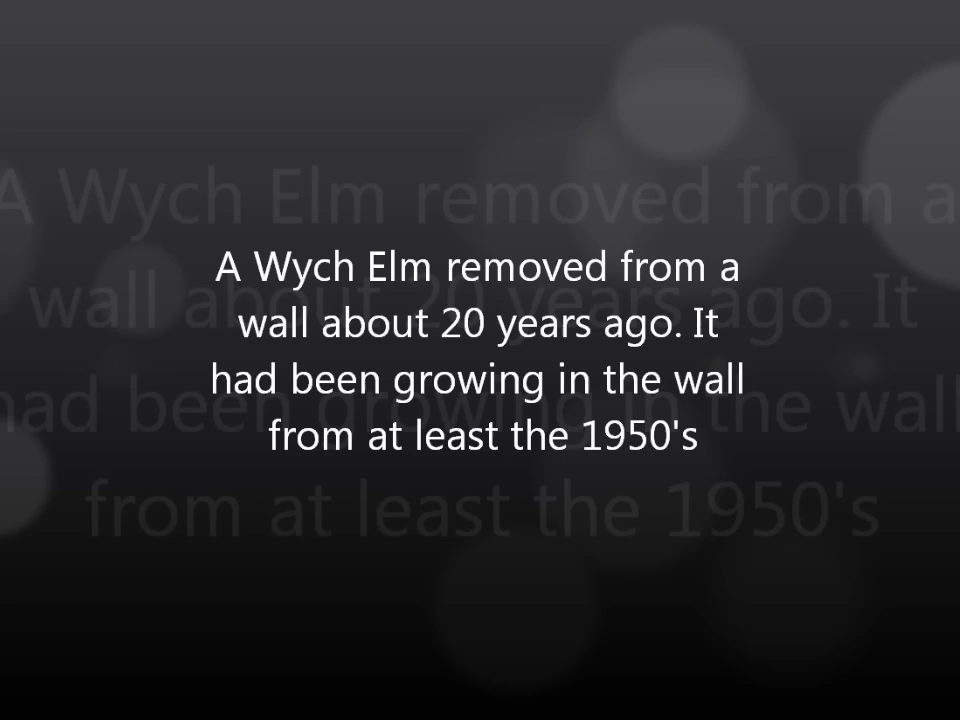 A Wych Elm removed from a
wall about 20 years ago. It
had been growing in the wall
from at least the 1950's